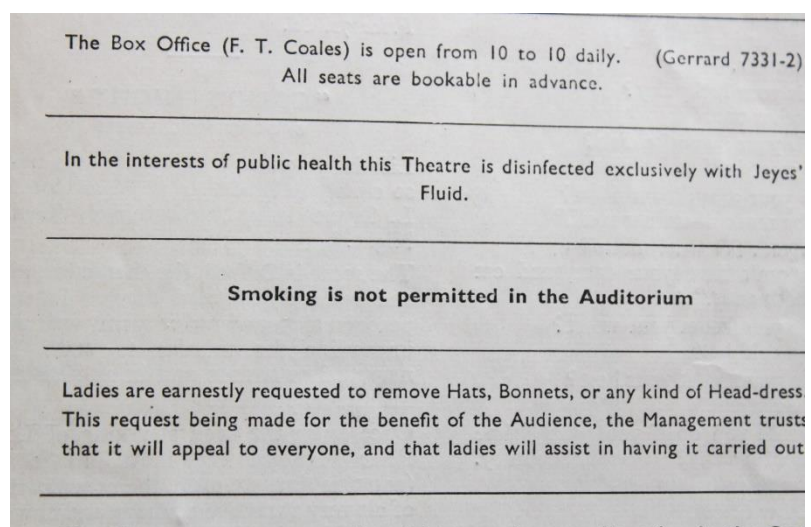 The Box Office (F. T. Coales) is open from 10 to 10 daily. (Gerrard 7331-2)
All seats are bookable in advance.
In the interests of public health this Theatre is disinfected exclusively with Jeyes'
Fluid.
Smoking is not permitted in the Auditorium
Ladies are earnestly requested to remove Hats, Bonnets, or any kind of Head-dress.
This request being made for the benefit of the Audience, the Management trusts
that it will appeal to everyone, and that ladies will assist in having it carried out